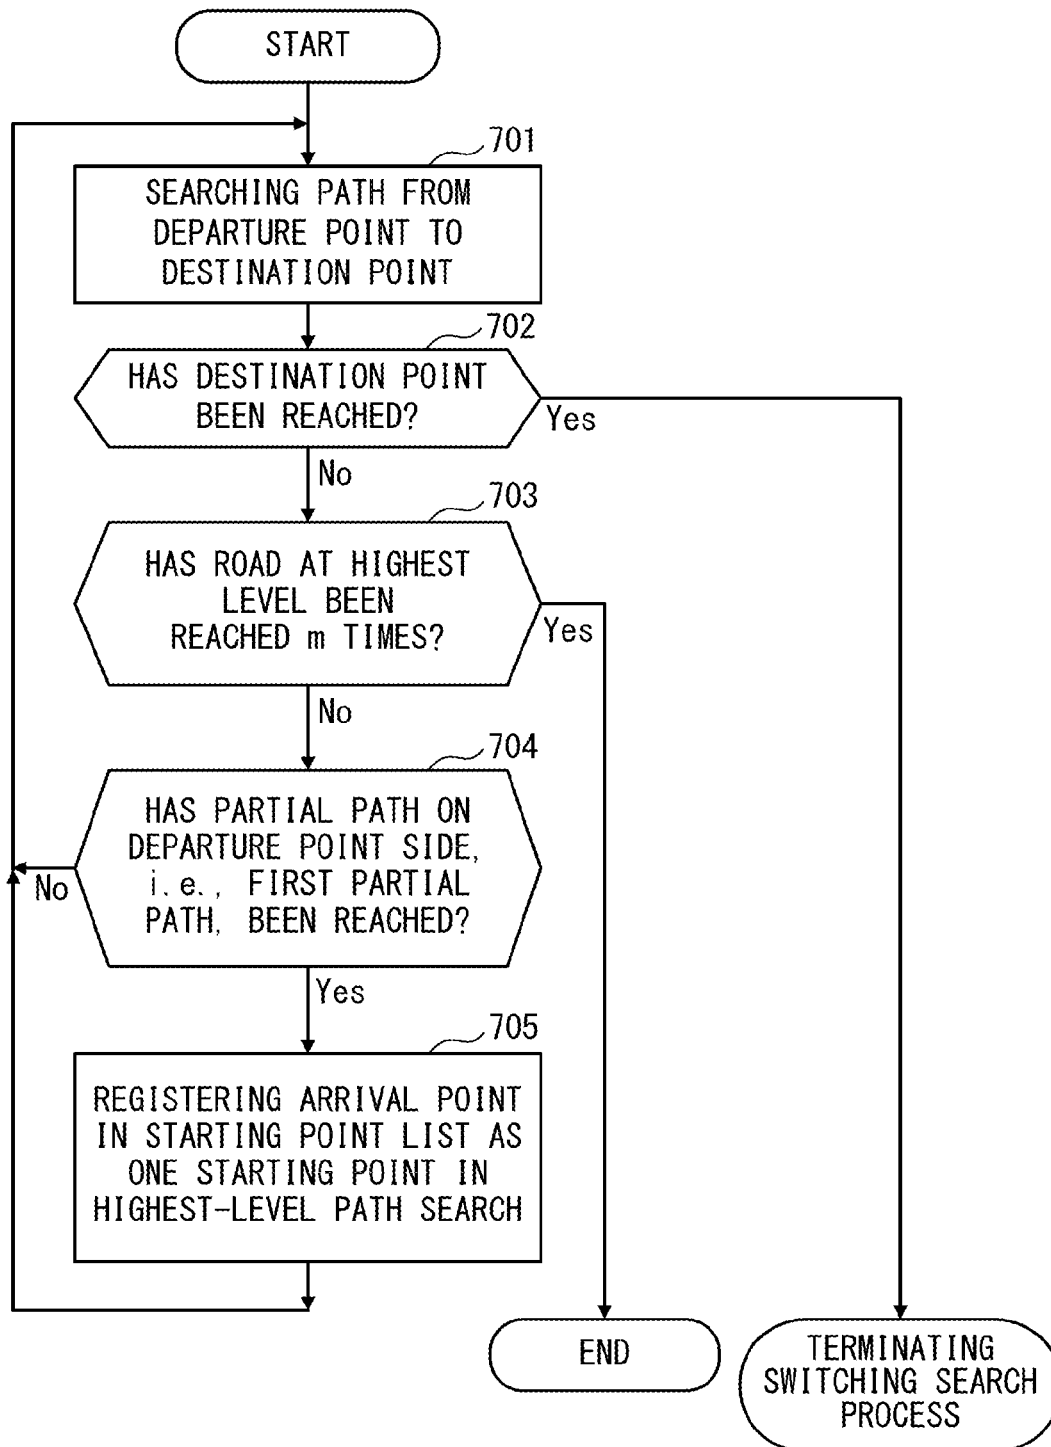 START
701
SEARCHING PATH FROM
DEPARTURE POINT TO
DESTINATION POINT
702
HAS DESTINATION POINT
BEEN REACHED?
Yes
No
703
HAS ROAD AT HIGHEST
LEVEL BEEN
REACHED m TIMES?
Yes
No
704
HAS PARTIAL PATH ON
DEPARTURE POINT SIDE,
i.e., FIRST PARTIAL
PATH, BEEN REACHED?
No
Yes
705
REGISTERING ARRIVAL POINT
IN STARTING POINT LIST AS
ONE STARTING POINT IN
HIGHEST-LEVEL PATH SEARCH
END
TERMINATING
SWITCHING SEARCH
PROCESS